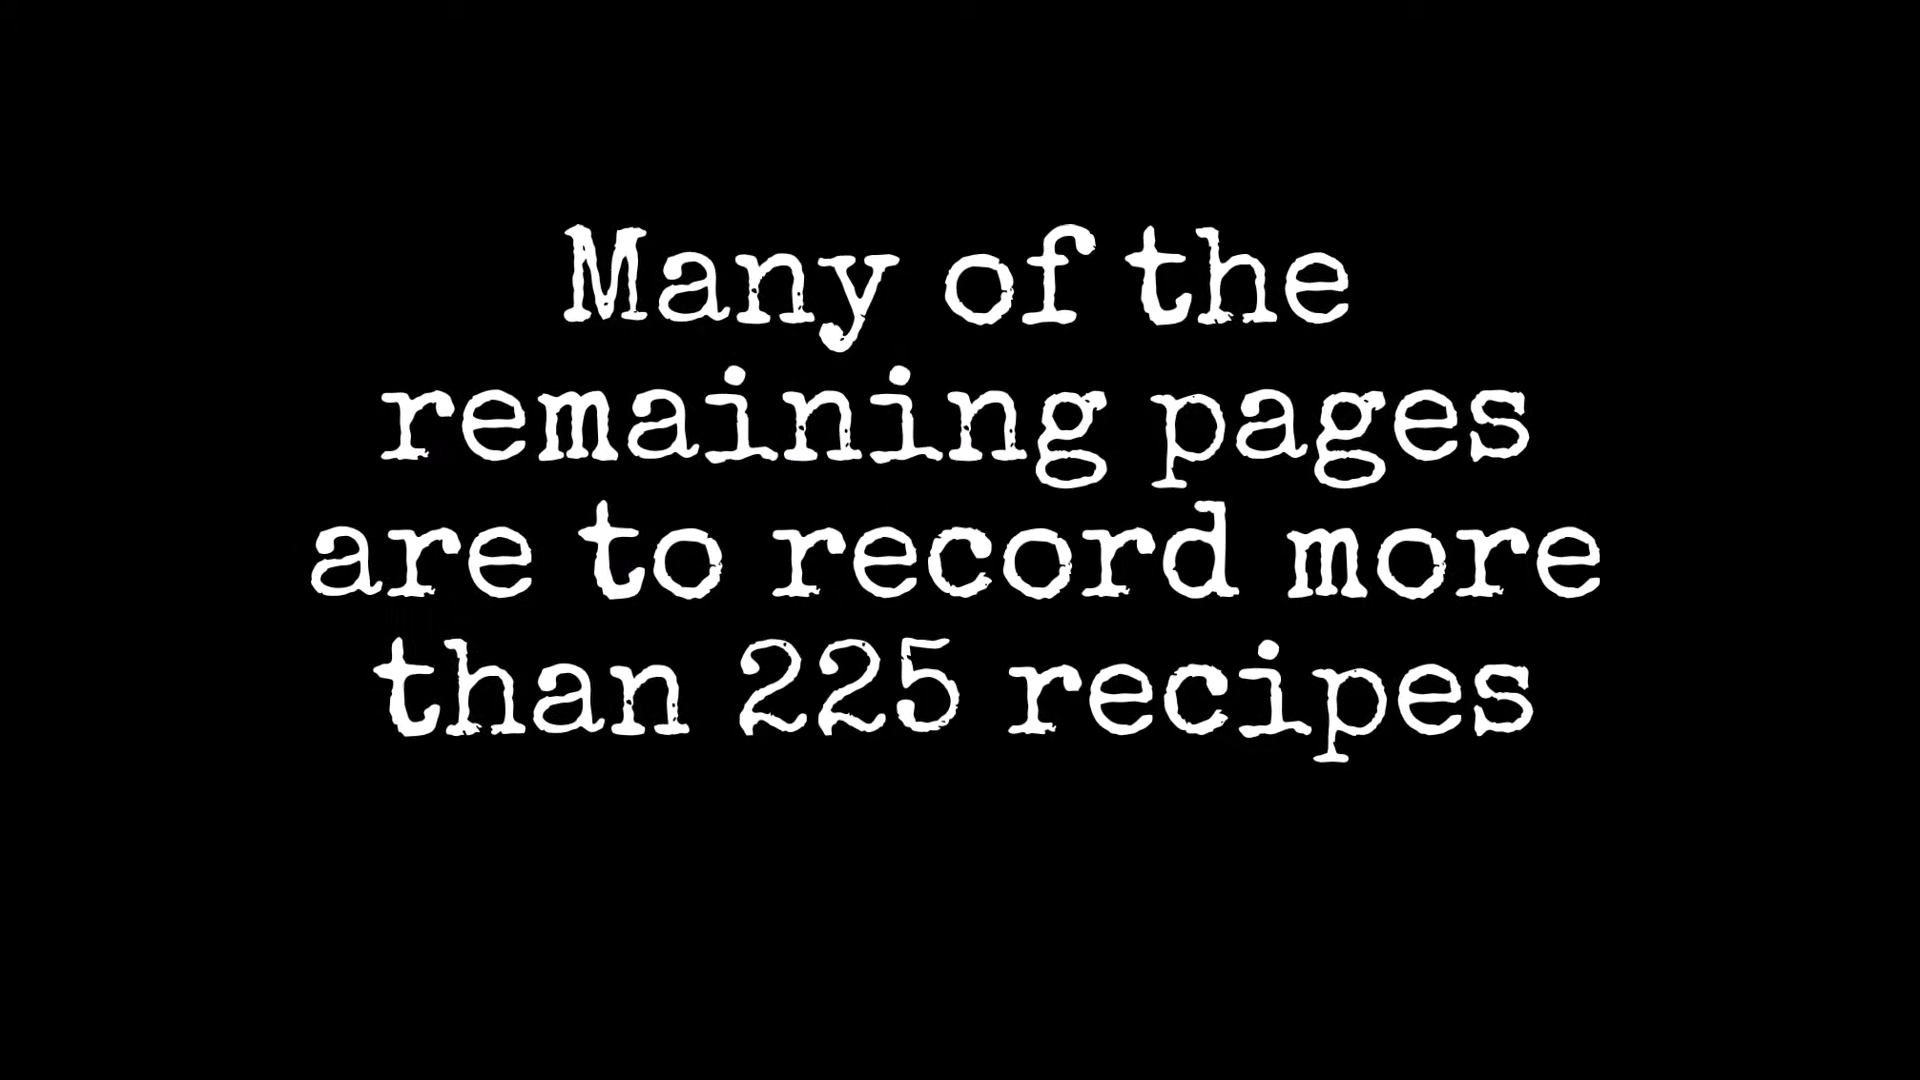 Many of the
remaining pages
are to record more
than 225 recipes